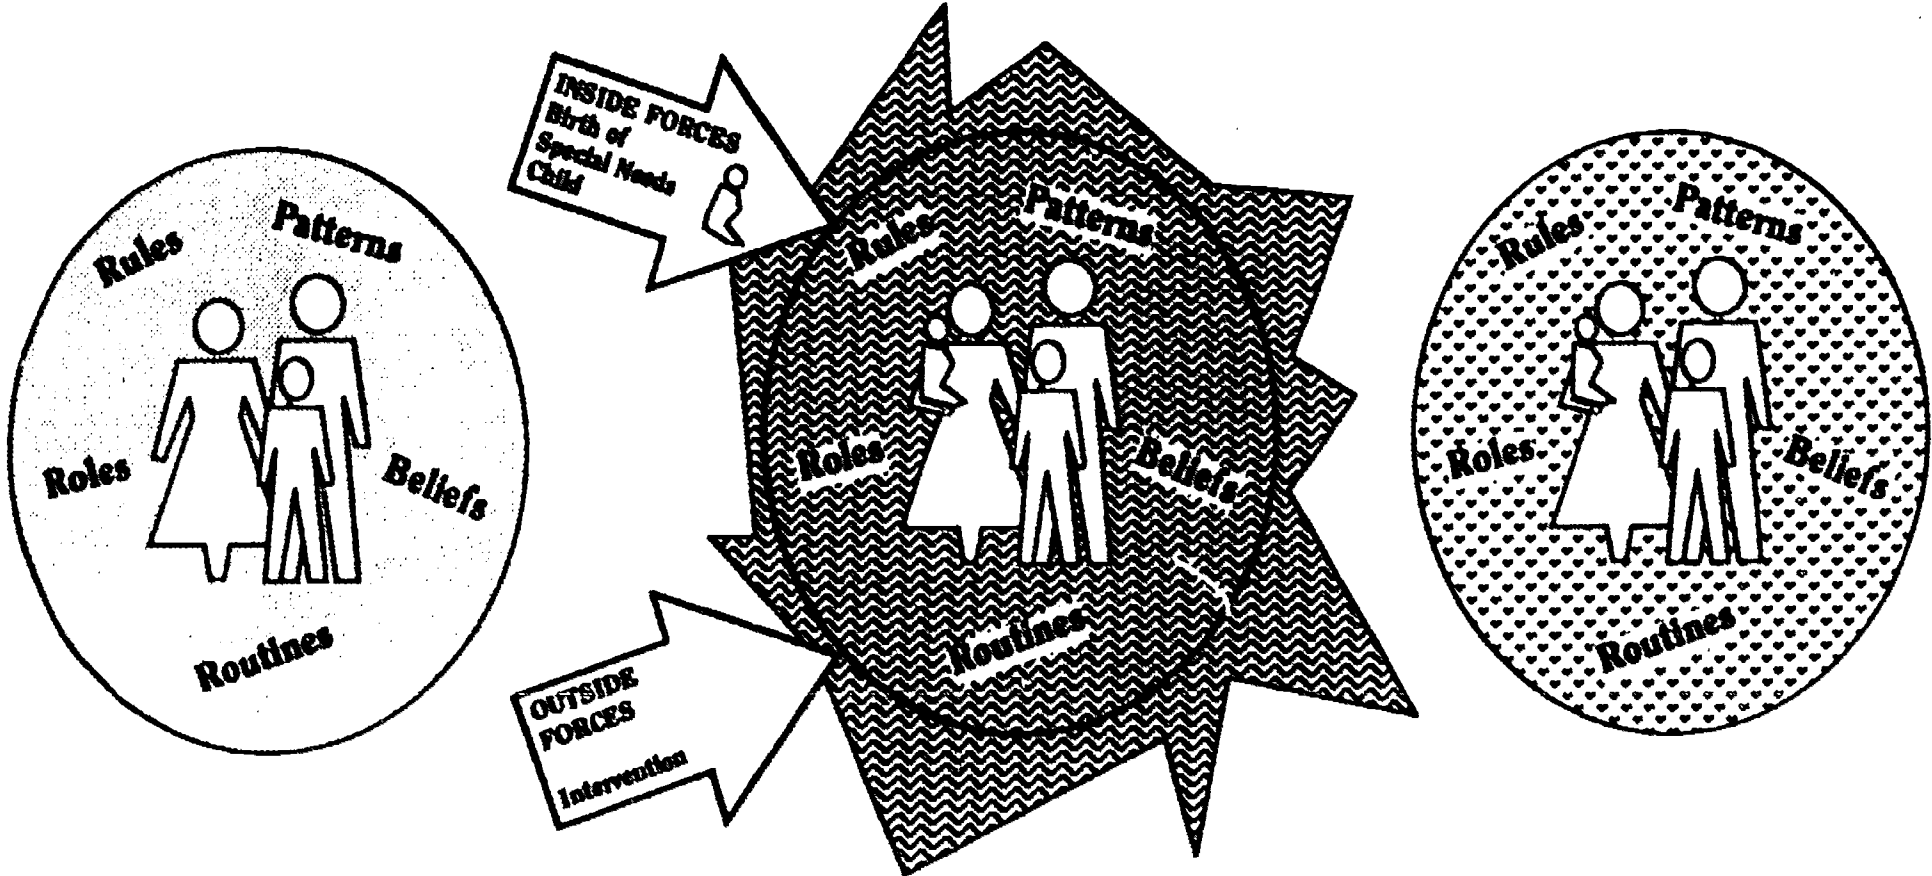 Rules
Patterns
Roles
Beliefs
Routines
INSIDE FORCES
Birth of
Special Needs
Child
OUTSIDE
FORCES
Intervention
Rules
Patterns
Roles
Beliefs
Routines
Rules
Patterns
Roles
Beliefs
Routines